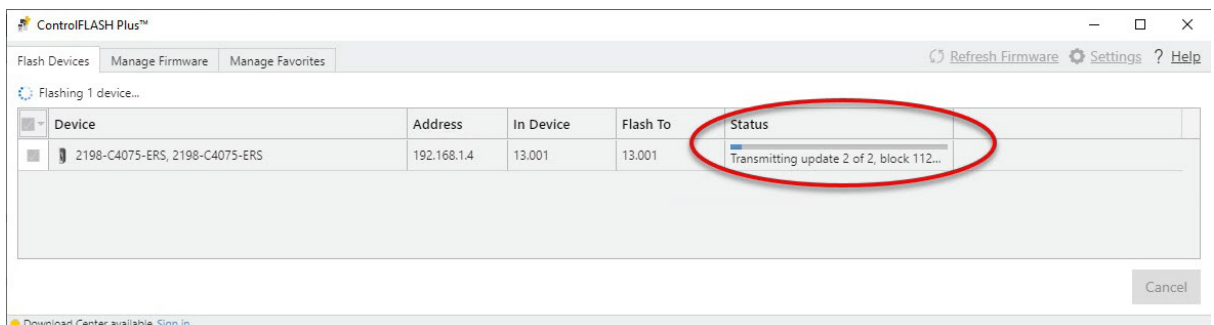 ControlFLASH Plus™
Flash Devices Manage Firmware Manage Favorites Refresh Firmware Settings ? Help
Flashing 1 device...
Device Address In Device Flash To Status
2198-C4075-ERS, 2198-C4075-ERS 192.168.1.4 13.001 13.001 Transmitting update 2 of 2, block 112...
Cancel
Download Center available Sign in